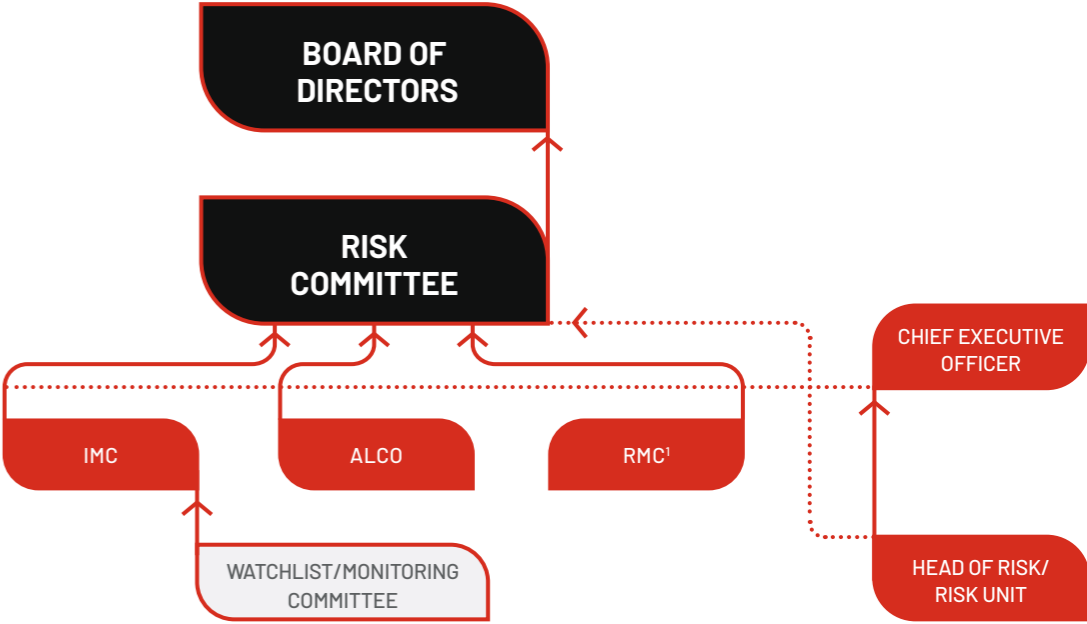 BOARD OF
DIRECTORS
RISK
COMMITTEE
CHIEF EXECUTIVE
OFFICER
IMC
ALCO
RMC¹
WATCHLIST/MONITORING
COMMITTEE
HEAD OF RISK/
RISK UNIT